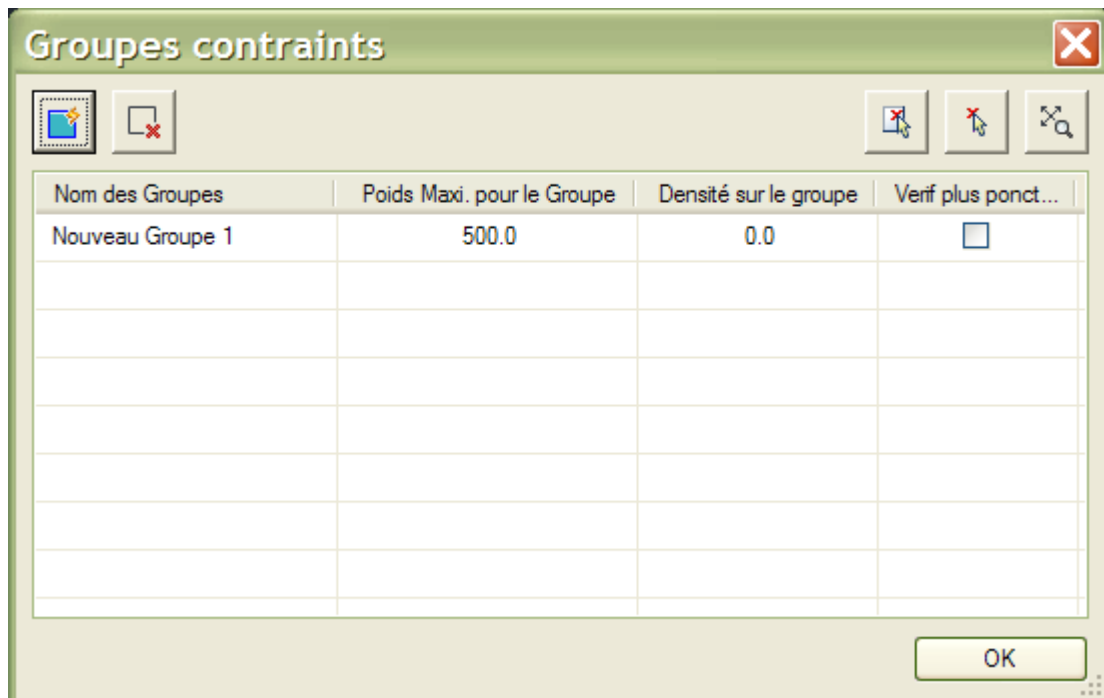 Groupes contraints
Nom des Groupes Poids Maxi. pour le Groupe Densité sur le groupe Verif plus ponct...
Nouveau Groupe 1 500.0 0.0
OK